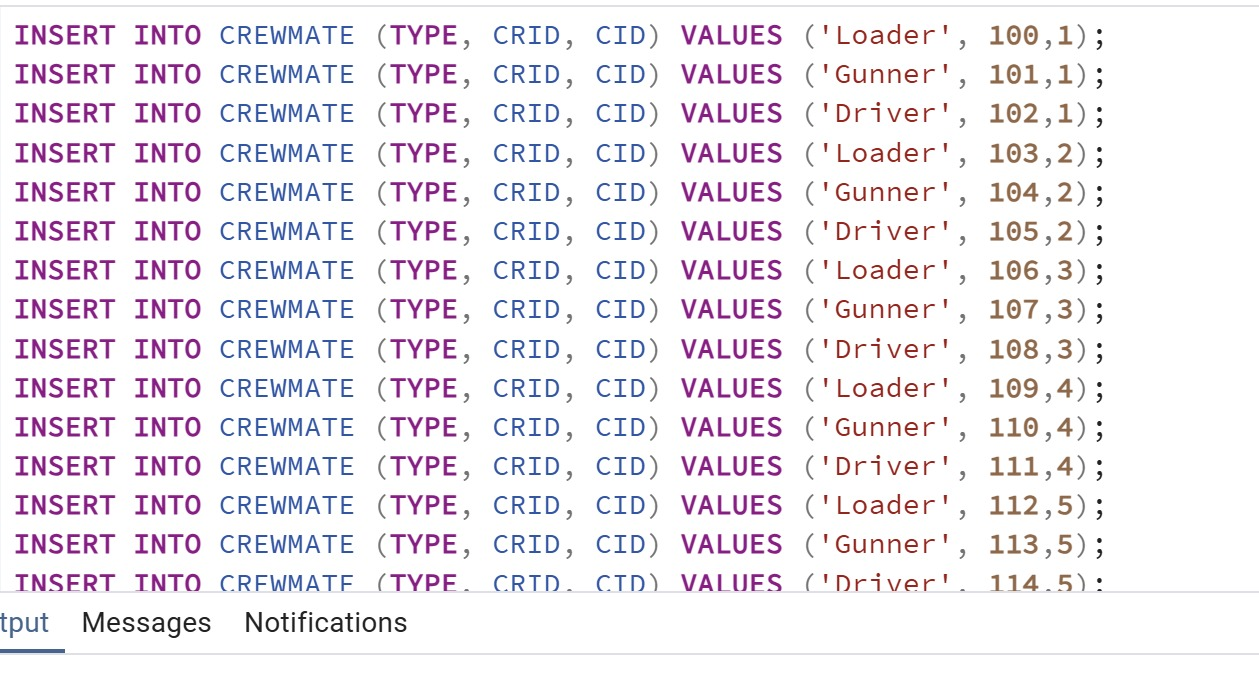 INSERT INTO CREWMATE (TYPE, CRID, CID) VALUES ('Loader', 100,1);
INSERT INTO CREWMATE (TYPE, CRID, CID) VALUES ('Gunner', 101,1);
INSERT INTO CREWMATE (TYPE, CRID, CID) VALUES ('Driver', 102,1);
INSERT INTO CREWMATE (TYPE, CRID, CID) VALUES ('Loader', 103,2);
INSERT INTO CREWMATE (TYPE, CRID, CID) VALUES ('Gunner', 104,2);
INSERT INTO CREWMATE (TYPE, CRID, CID) VALUES ('Driver', 105,2);
INSERT INTO CREWMATE (TYPE, CRID, CID) VALUES ('Loader', 106,3);
INSERT INTO CREWMATE (TYPE, CRID, CID) VALUES ('Gunner', 107,3);
INSERT INTO CREWMATE (TYPE, CRID, CID) VALUES ('Driver', 108,3);
INSERT INTO CREWMATE (TYPE, CRID, CID) VALUES ('Loader', 109,4);
INSERT INTO CREWMATE (TYPE, CRID, CID) VALUES ('Gunner', 110,4);
INSERT INTO CREWMATE (TYPE, CRID, CID) VALUES ('Driver', 111,4);
INSERT INTO CREWMATE (TYPE, CRID, CID) VALUES ('Loader', 112,5);
INSERT INTO CREWMATE (TYPE, CRID, CID) VALUES ('Gunner', 113,5);
INSERT INTO CREWMATE (TYPE, CRID, CID) VALUES ('Driver', 114,5);
tput Messages Notifications